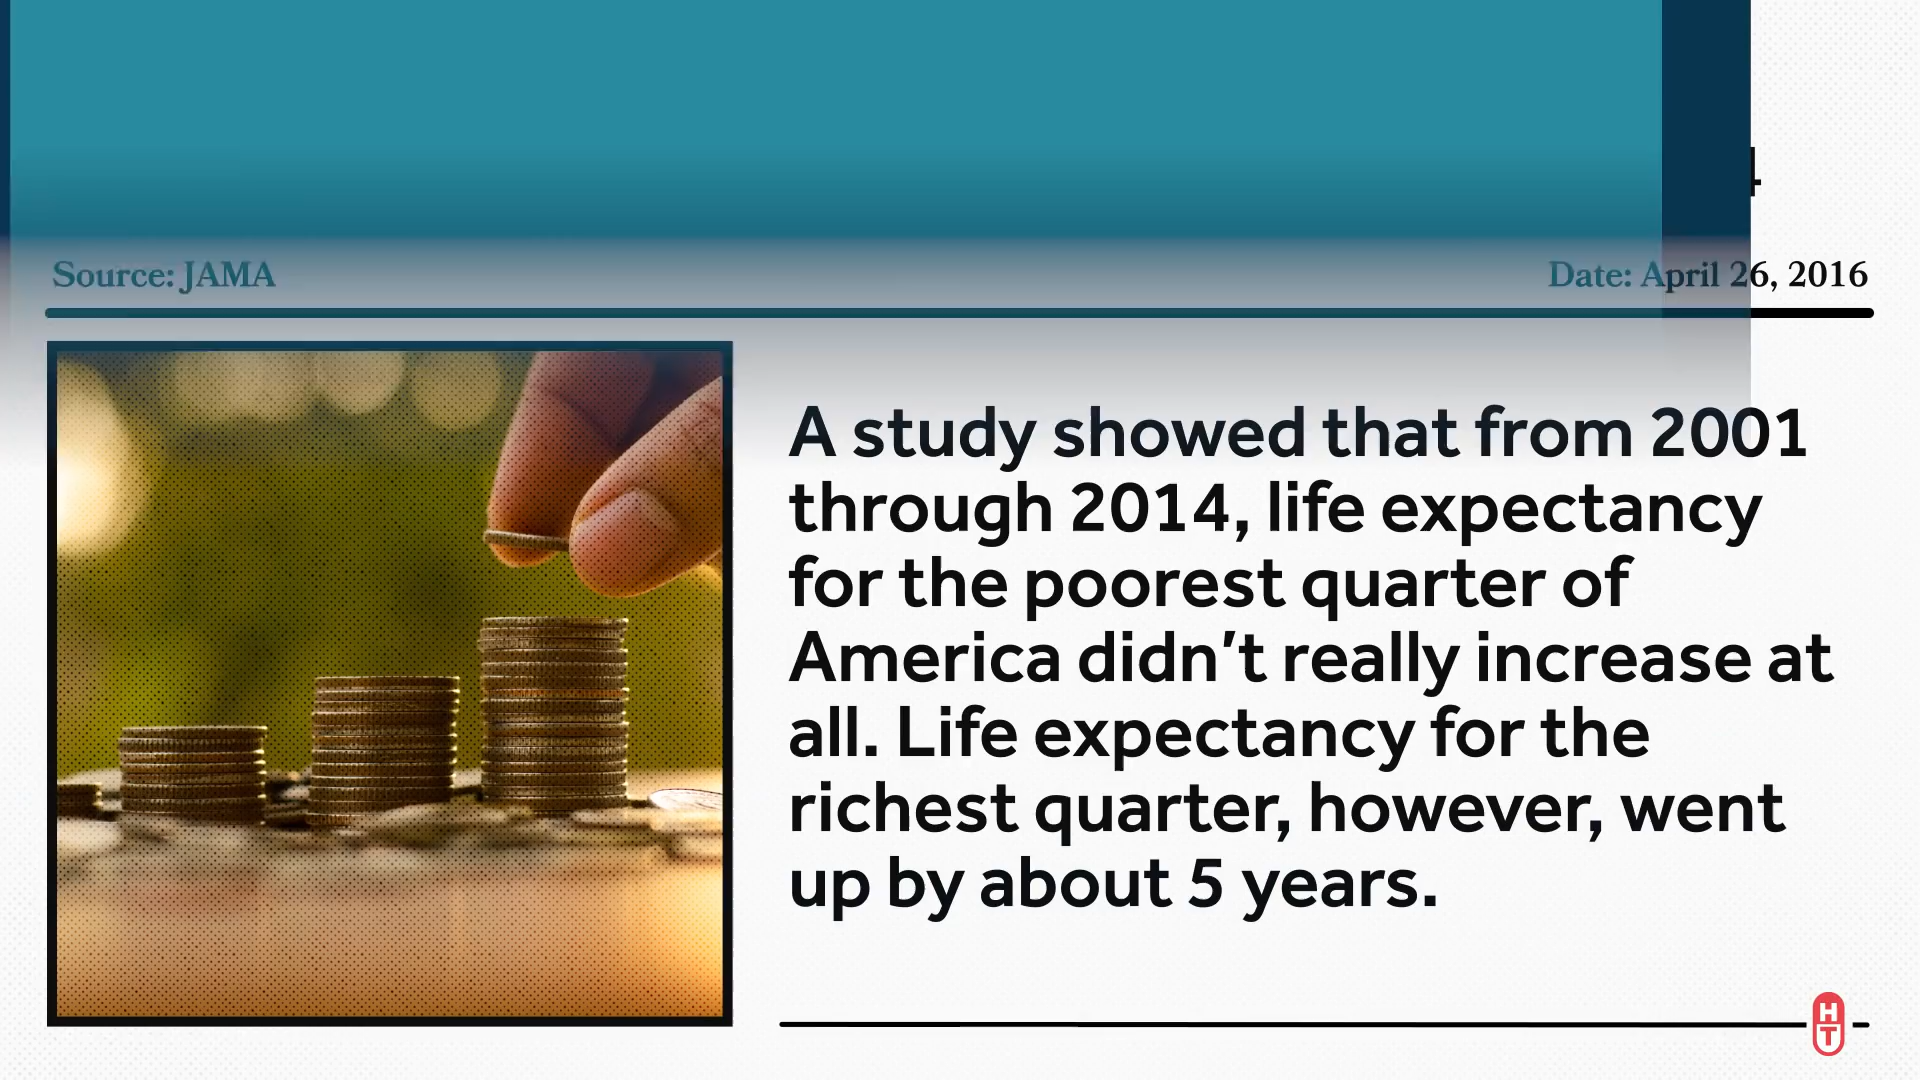 4
Source: JAMA
Date: April 26, 2016
A study showed that from 2001
through 2014, life expectancy
for the poorest quarter of
America didn’t really increase at
all. Life expectancy for the
richest quarter, however, went
up by about 5 years.
H
T